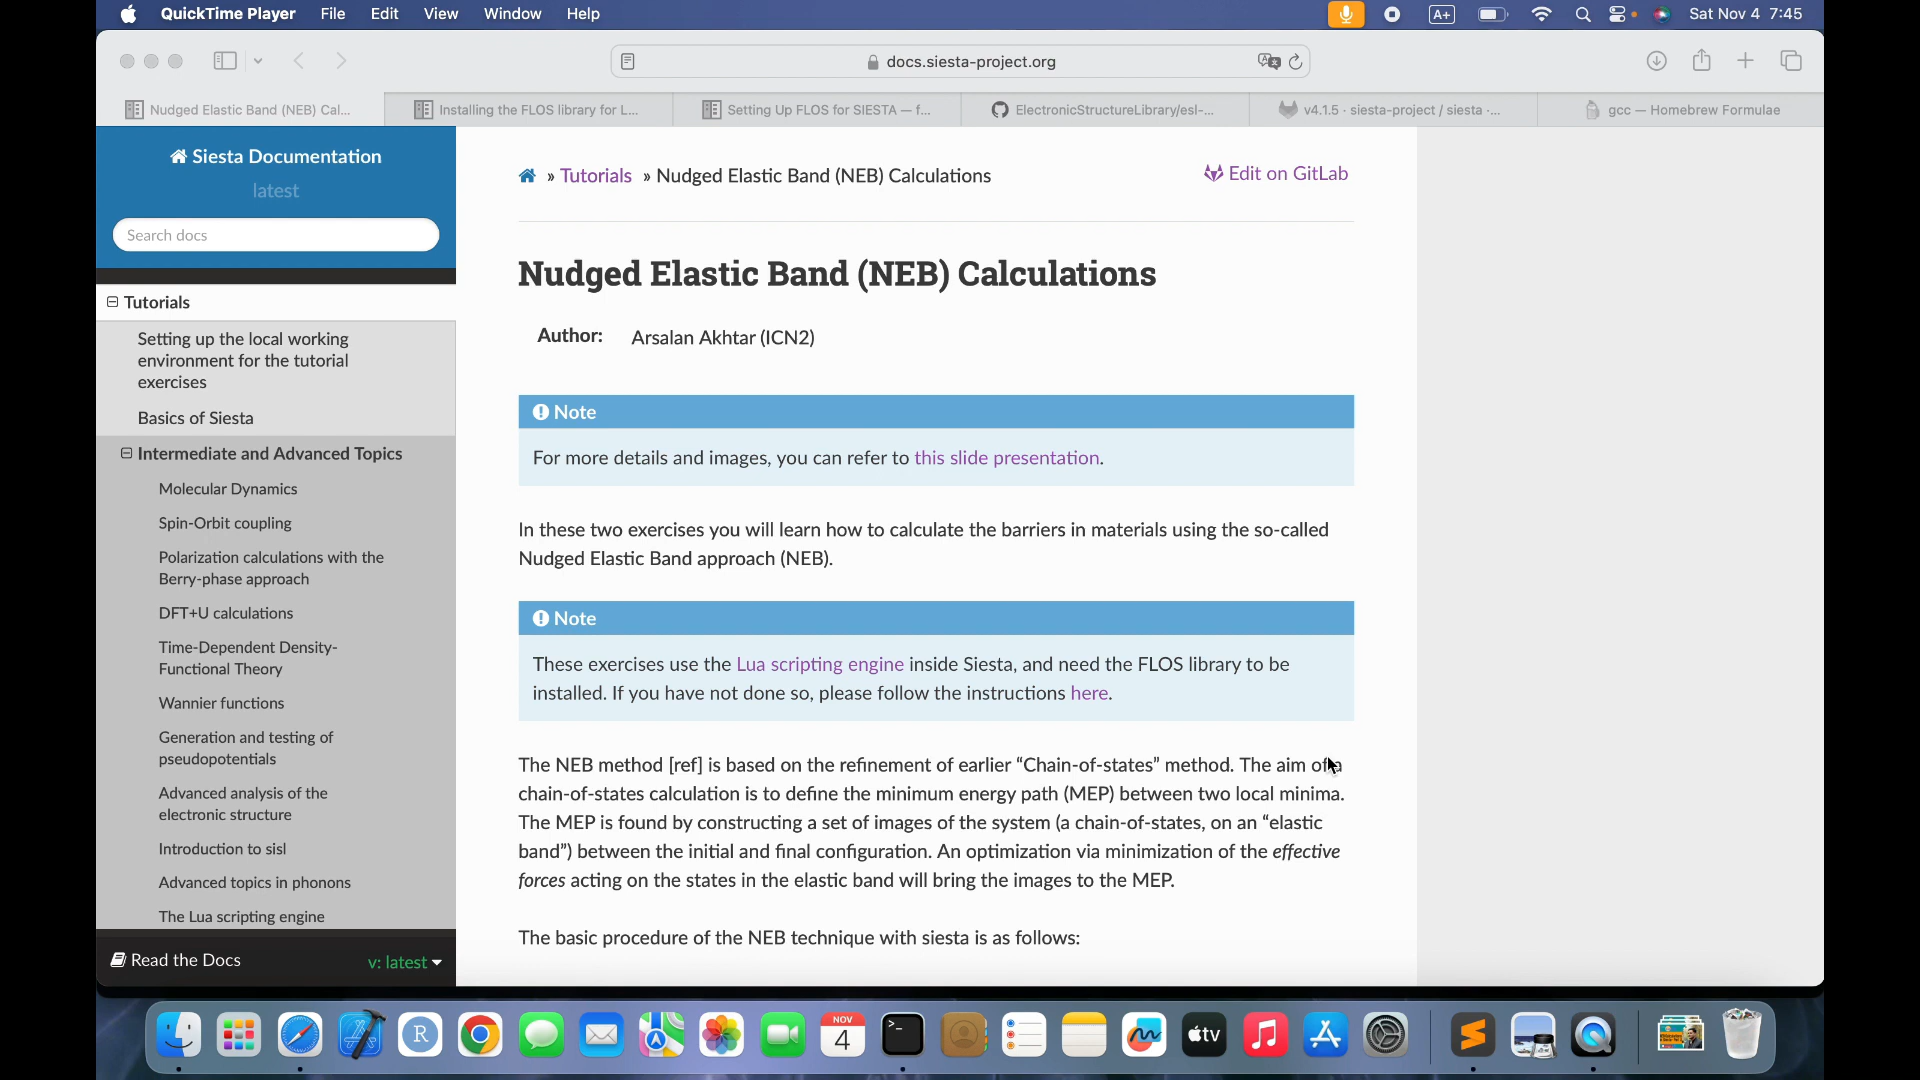 QuickTime Player File Edit View Window Help
A+ Sat Nov 4 7:45
docs.siesta-project.org
Nudged Elastic Band (NEB) Cal...
Installing the FLOS library for L...
Setting Up FLOS for SIESTA — f...
ElectronicStructureLibrary/esl-...
v4.1.5 · siesta-project / siesta ·...
gcc — Homebrew Formulae
Siesta Documentation
latest
Search docs
Tutorials
Setting up the local working
environment for the tutorial
exercises
Basics of Siesta
Intermediate and Advanced Topics
Molecular Dynamics
Spin-Orbit coupling
Polarization calculations with the
Berry-phase approach
DFT+U calculations
Time-Dependent Density-
Functional Theory
Wannier functions
Generation and testing of
pseudopotentials
Advanced analysis of the
electronic structure
Introduction to sisl
Advanced topics in phonons
The Lua scripting engine
Read the Docs
v: latest
» Tutorials » Nudged Elastic Band (NEB) Calculations
Edit on GitLab
Nudged Elastic Band (NEB) Calculations
Author: Arsalan Akhtar (ICN2)
Note
For more details and images, you can refer to this slide presentation.
In these two exercises you will learn how to calculate the barriers in materials using the so-called
Nudged Elastic Band approach (NEB).
Note
These exercises use the Lua scripting engine inside Siesta, and need the FLOS library to be
installed. If you have not done so, please follow the instructions here.
The NEB method [ref] is based on the refinement of earlier “Chain-of-states” method. The aim of a
chain-of-states calculation is to define the minimum energy path (MEP) between two local minima.
The MEP is found by constructing a set of images of the system (a chain-of-states, on an “elastic
band”) between the initial and final configuration. An optimization via minimization of the effective
forces acting on the states in the elastic band will bring the images to the MEP.
The basic procedure of the NEB technique with siesta is as follows:
R
NOV
4
>_
tv